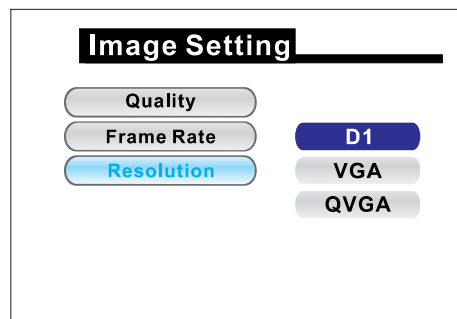 Image Setting
Quality
Frame Rate
Resolution
D1
VGA
QVGA